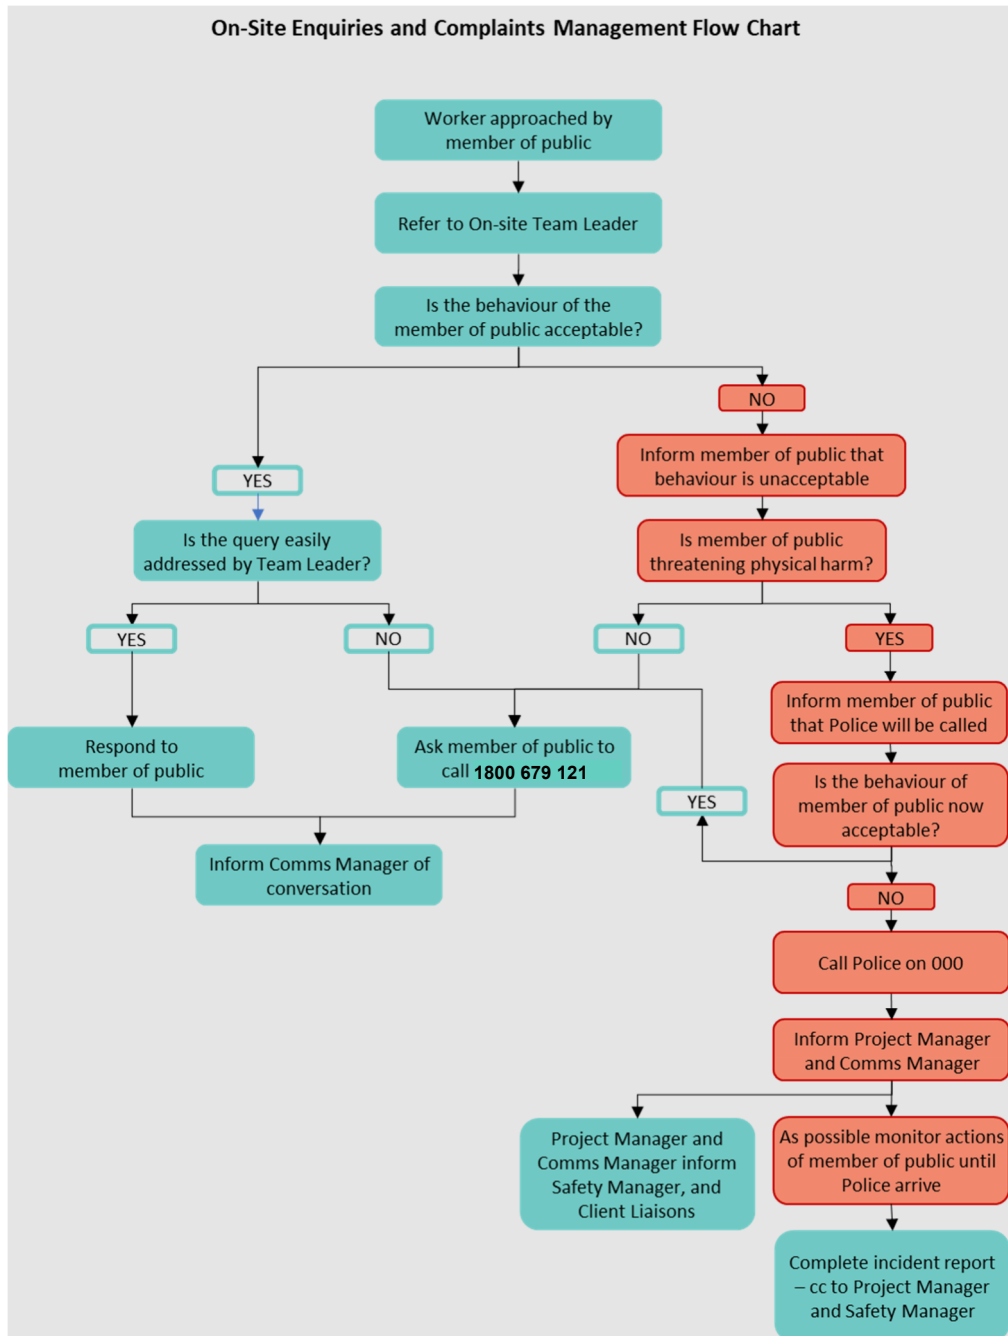 On-Site Enquiries and Complaints Management Flow Chart
Worker approached by
member of public
Refer to On-site Team Leader
Is the behaviour of the
member of public acceptable?
NO
Inform member of public that
behaviour is unacceptable
YES
Is the query easily
addressed by Team Leader?
Is member of public
threatening physical harm?
YES
NO
NO
YES
Inform member of public
that Police will be called
Respond to
member of public
Ask member of public to
call 1800 679 121
Is the behaviour of
member of public now
acceptable?
YES
Inform Comms Manager of
conversation
NO
Call Police on 000
Inform Project Manager
and Comms Manager
Project Manager and
Comms Manager inform
Safety Manager, and
Client Liaisons
As possible monitor actions
of member of public until
Police arrive
Complete incident report
– cc to Project Manager
and Safety Manager